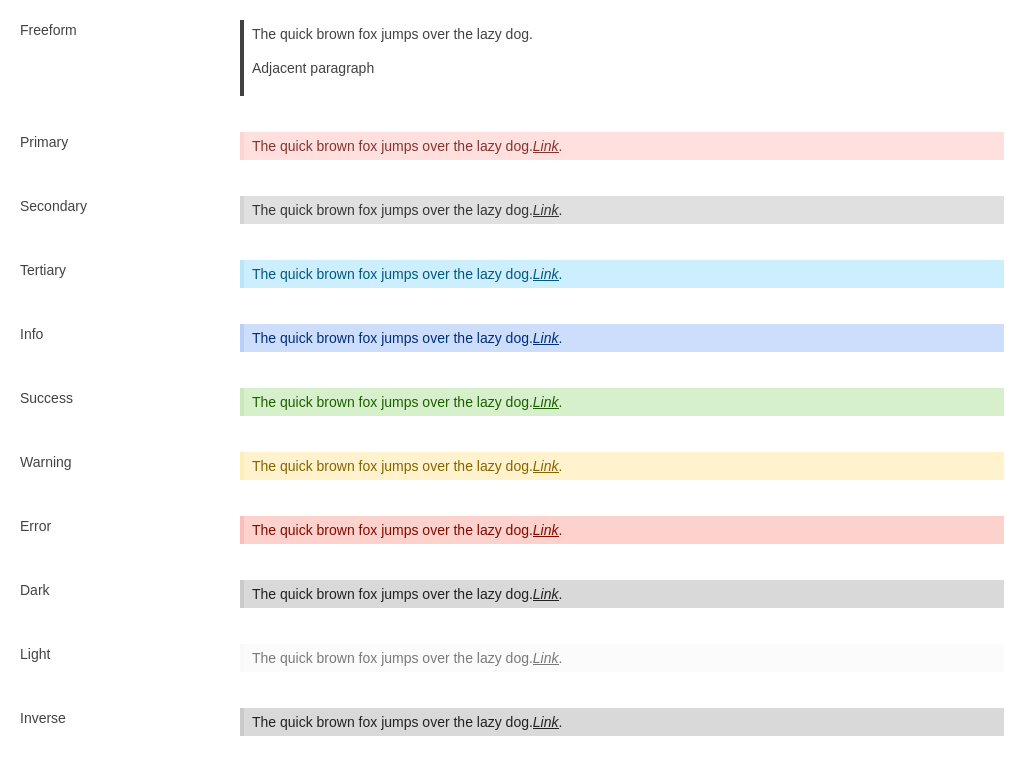 Freeform
The quick brown fox jumps over the lazy dog.
Adjacent paragraph
Primary
The quick brown fox jumps over the lazy dog.Link.
Secondary
The quick brown fox jumps over the lazy dog.Link.
Tertiary
The quick brown fox jumps over the lazy dog.Link.
Info
The quick brown fox jumps over the lazy dog.Link.
Success
The quick brown fox jumps over the lazy dog.Link.
Warning
The quick brown fox jumps over the lazy dog.Link.
Error
The quick brown fox jumps over the lazy dog.Link.
Dark
The quick brown fox jumps over the lazy dog.Link.
Light
The quick brown fox jumps over the lazy dog.Link.
Inverse
The quick brown fox jumps over the lazy dog.Link.